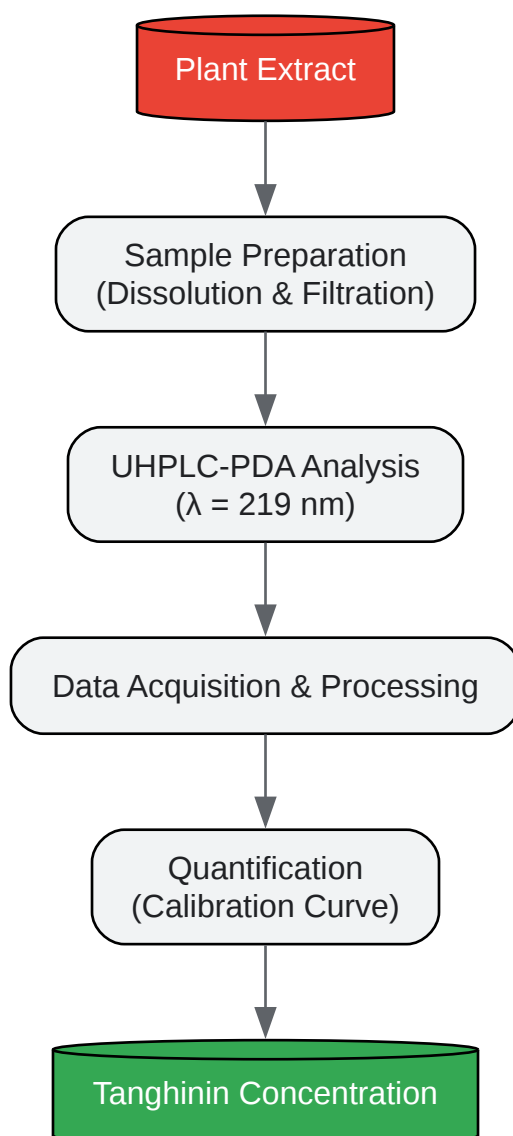 Plant Extract
Sample Preparation
(Dissolution & Filtration)
UHPLC-PDA Analysis
(λ = 219 nm)
Data Acquisition & Processing
Quantification
(Calibration Curve)
Tanghinin Concentration